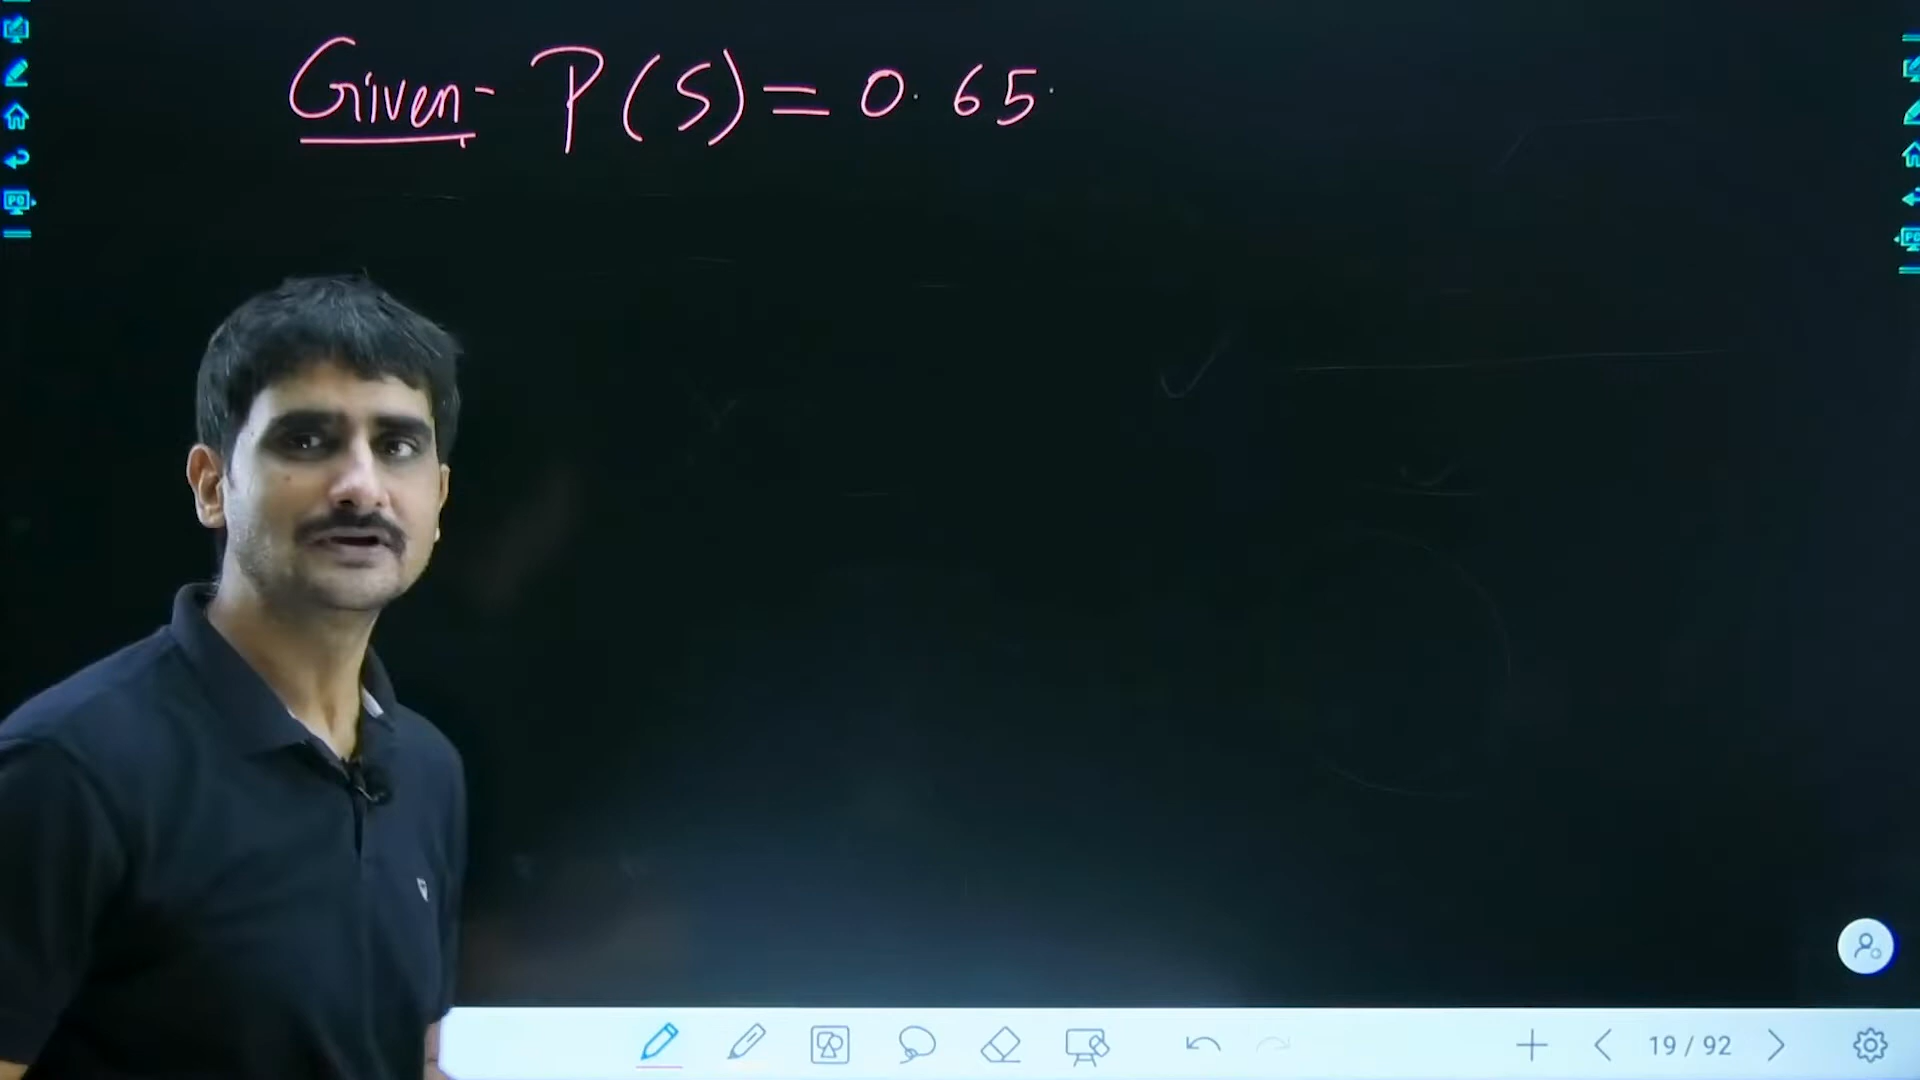 Given- P(S) = 0.65
19 / 92